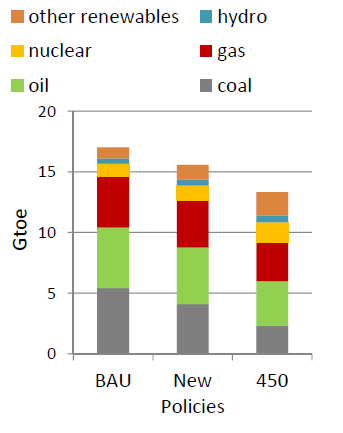 other renewables hydro
nuclear gas
oil coal
20
15
10
5
0
Gtoe
BAU New 450
Policies